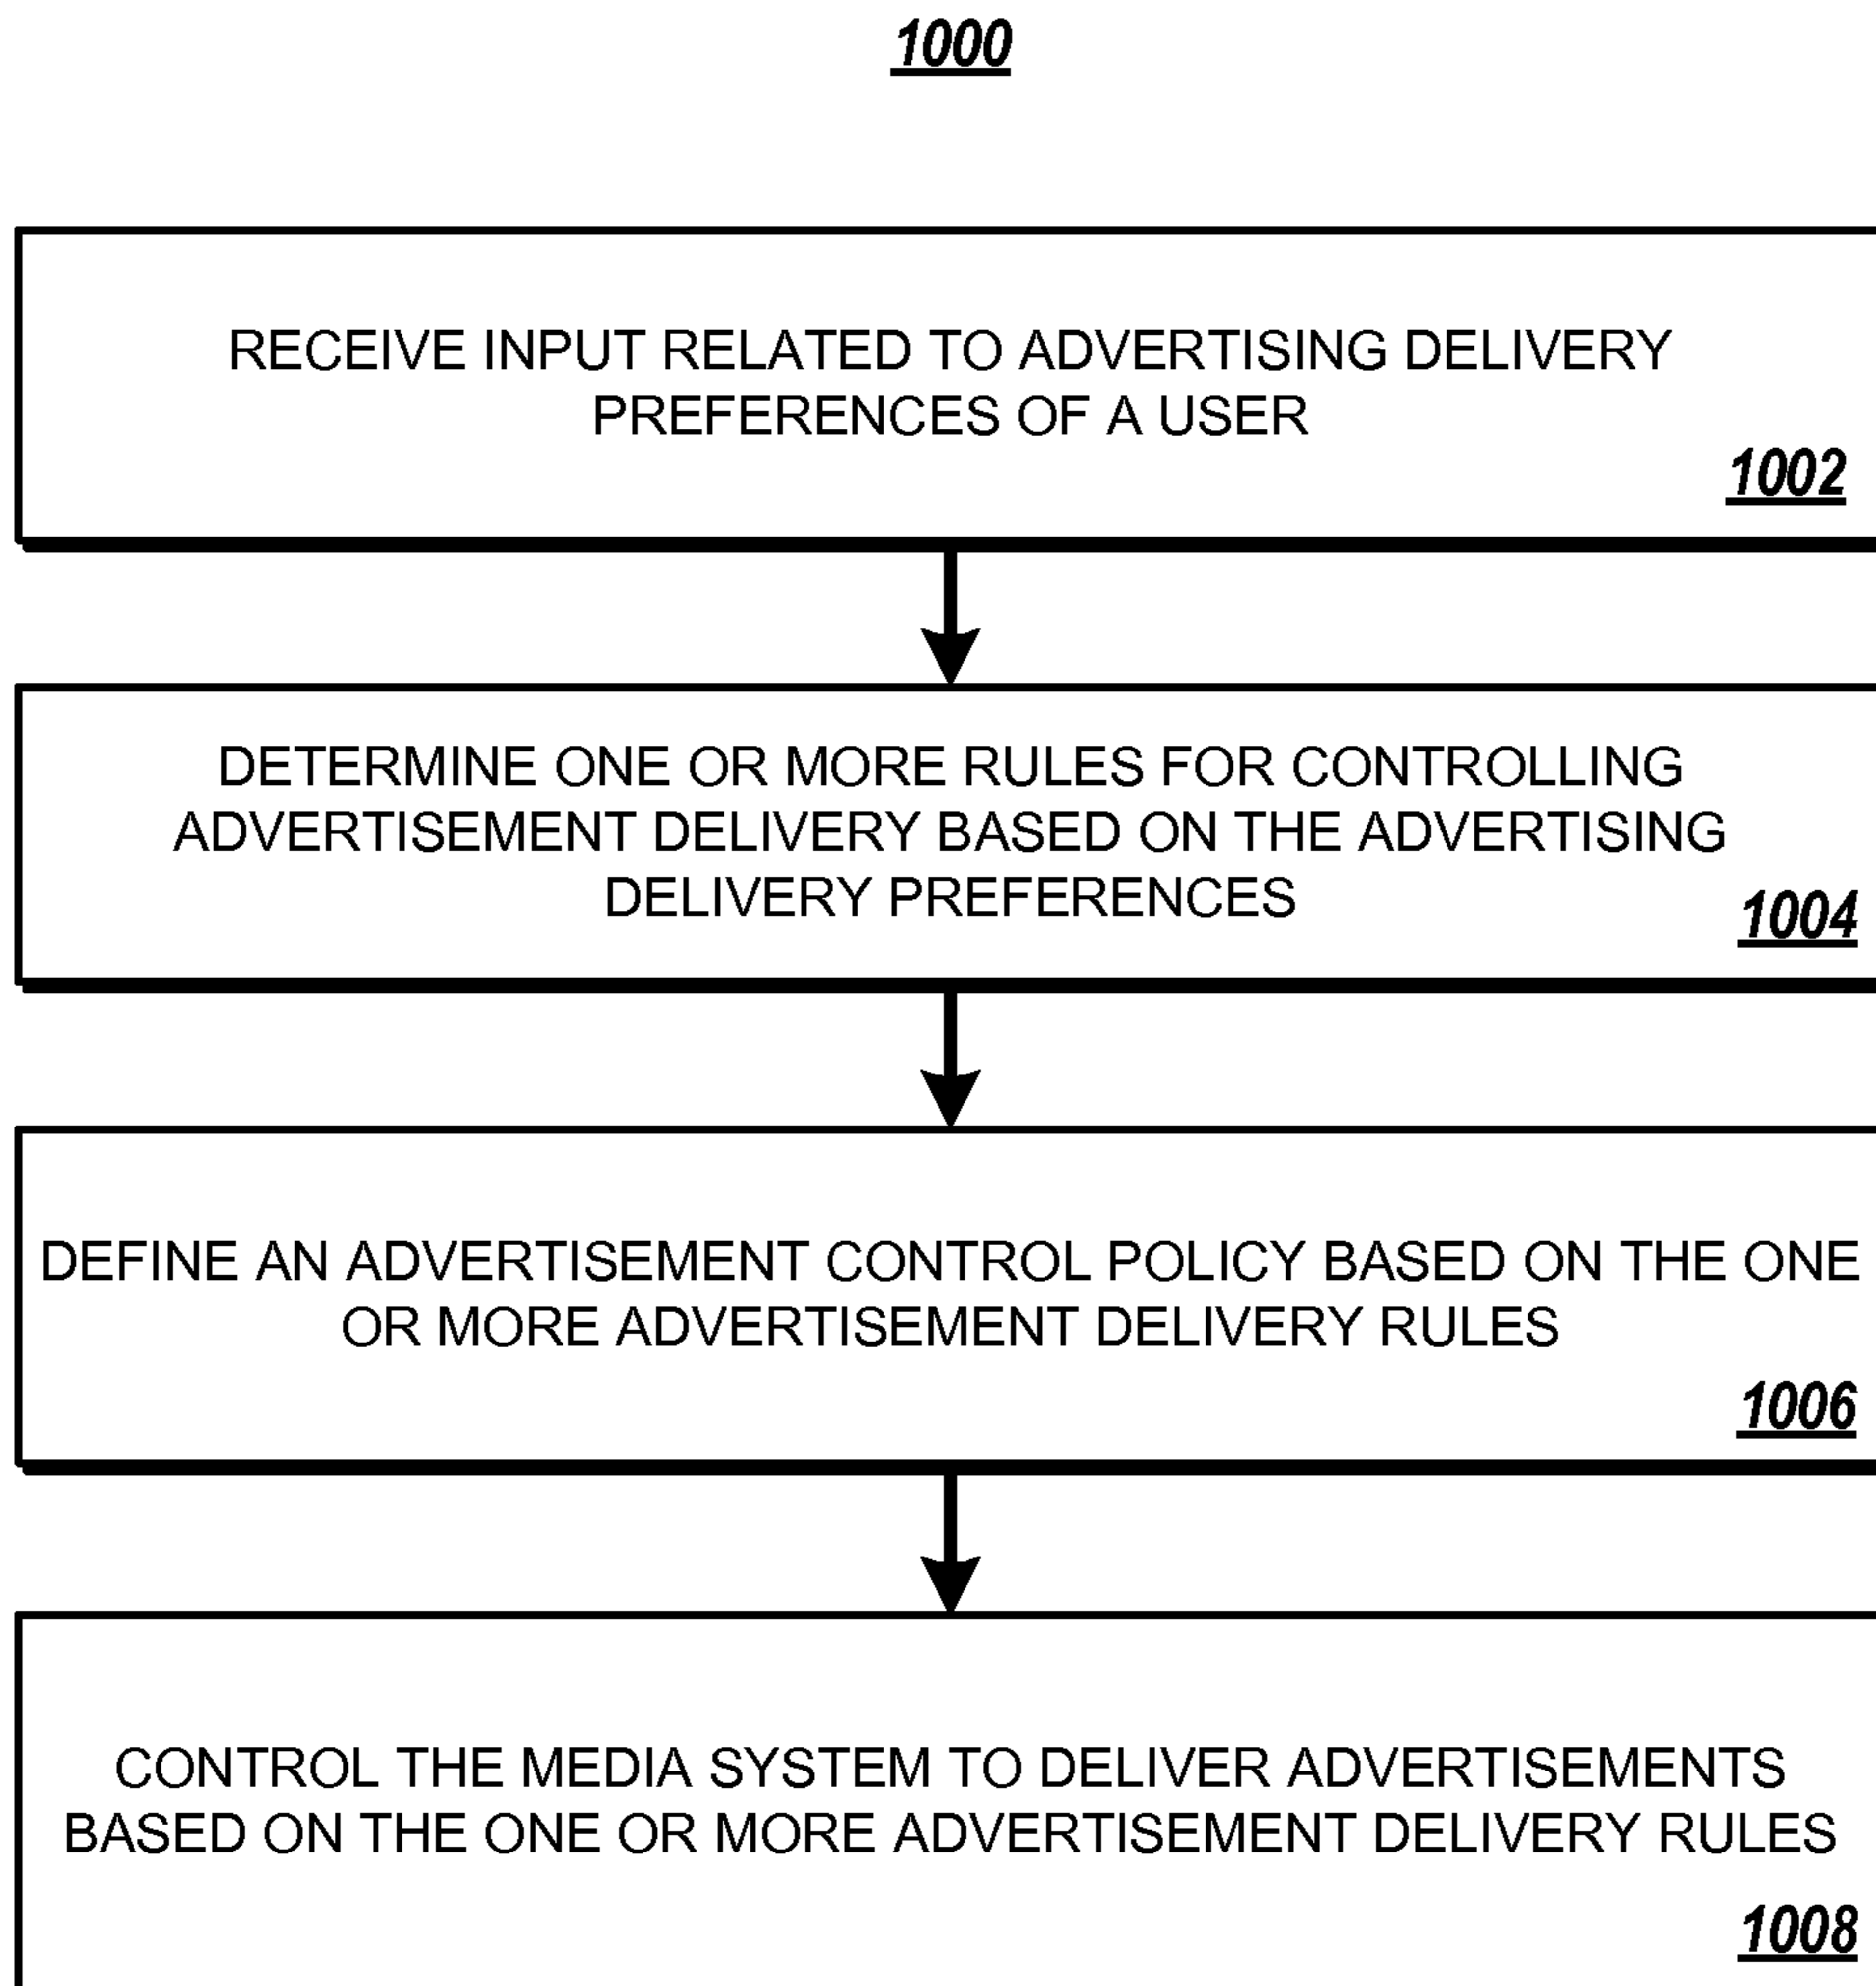 1000
RECEIVE INPUT RELATED TO ADVERTISING DELIVERY
PREFERENCES OF A USER
1002
DETERMINE ONE OR MORE RULES FOR CONTROLLING
ADVERTISEMENT DELIVERY BASED ON THE ADVERTISING
DELIVERY PREFERENCES
1004
DEFINE AN ADVERTISEMENT CONTROL POLICY BASED ON THE ONE
OR MORE ADVERTISEMENT DELIVERY RULES
1006
CONTROL THE MEDIA SYSTEM TO DELIVER ADVERTISEMENTS
BASED ON THE ONE OR MORE ADVERTISEMENT DELIVERY RULES
1008